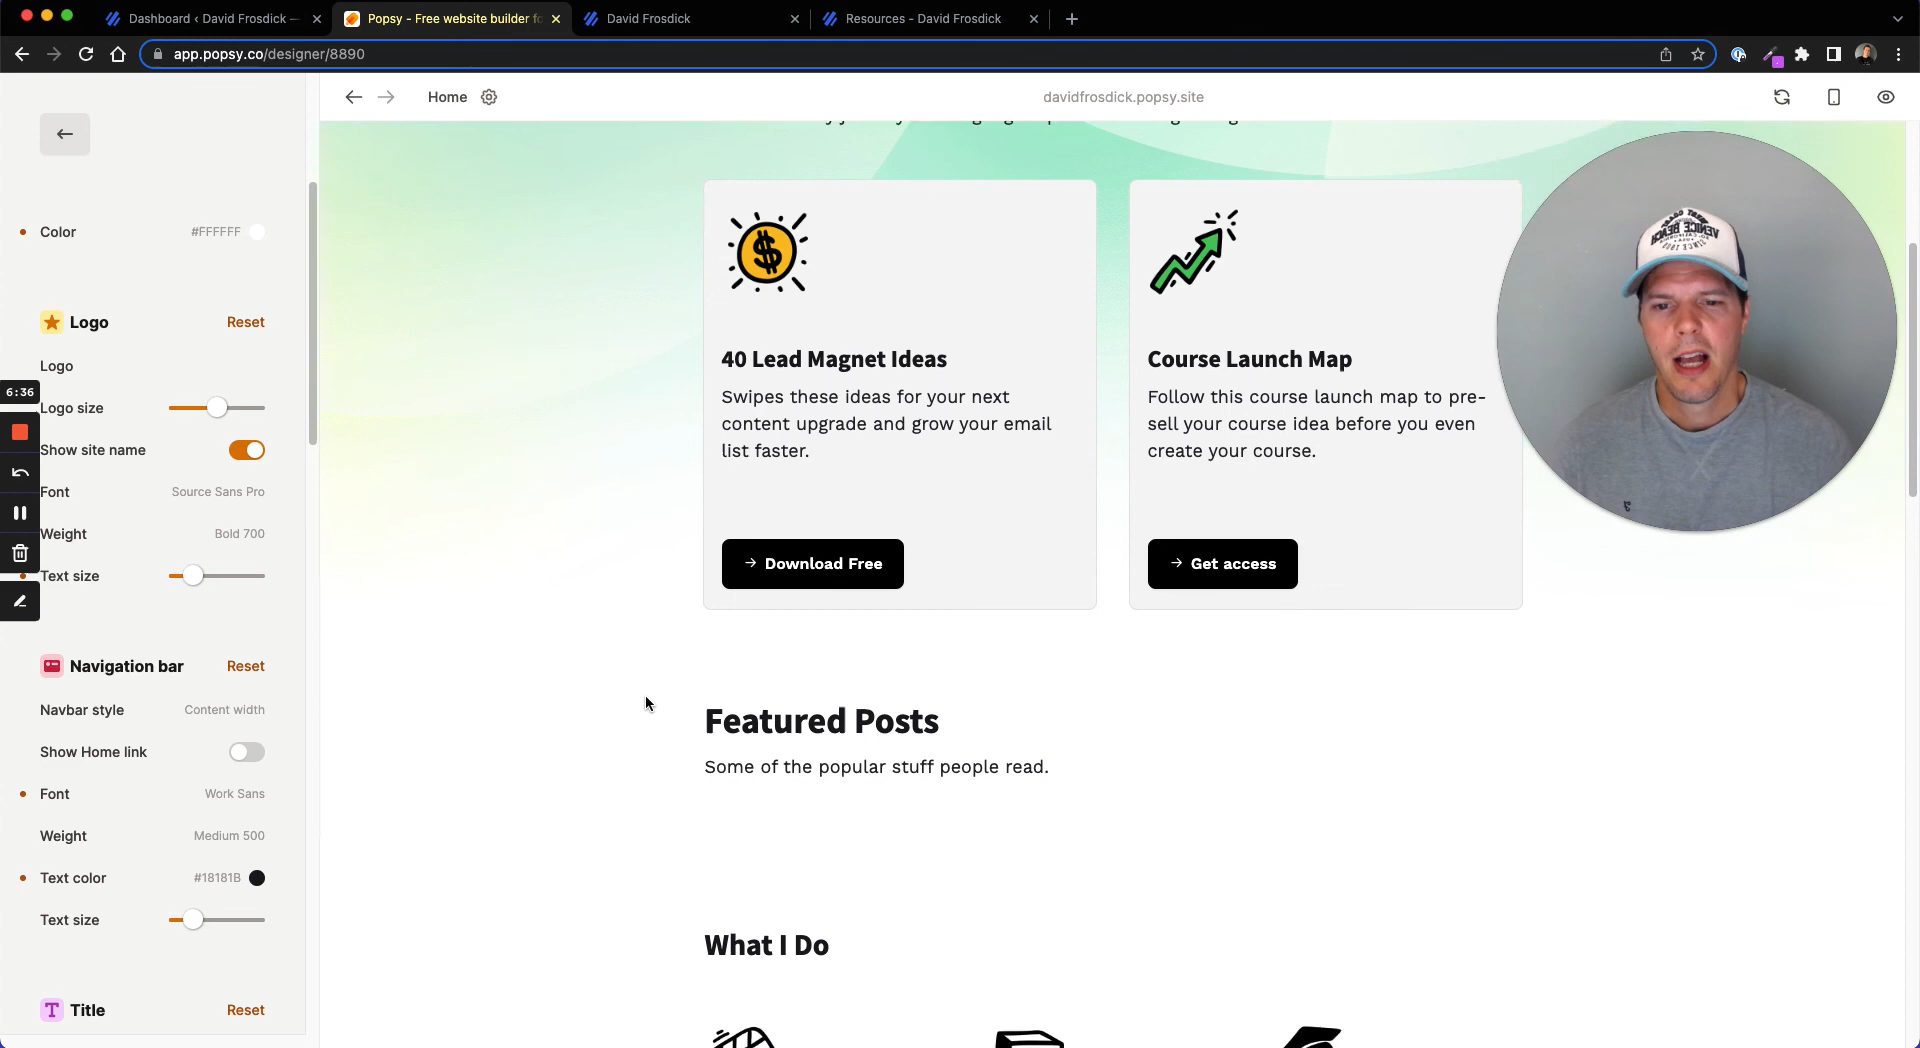 Dashboard ‹ David Frosdick —
Popsy - Free website builder fo
David Frosdick
Resources - David Frosdick
app.popsy.co/designer/8890
Home
davidfrosdick.popsy.site
Color
#FFFFFF
Logo
Reset
Logo
6:36
Logo size
Show site name
Font
Source Sans Pro
Weight
Bold 700
Text size
Navigation bar
Reset
Navbar style
Content width
Show Home link
Font
Work Sans
Weight
Medium 500
Text color
#18181B
Text size
Title
Reset
40 Lead Magnet Ideas
Swipes these ideas for your next
content upgrade and grow your email
list faster.
→ Download Free
Course Launch Map
Follow this course launch map to pre-
sell your course idea before you even
create your course.
→ Get access
Featured Posts
Some of the popular stuff people read.
What I Do
VENICE BEACH